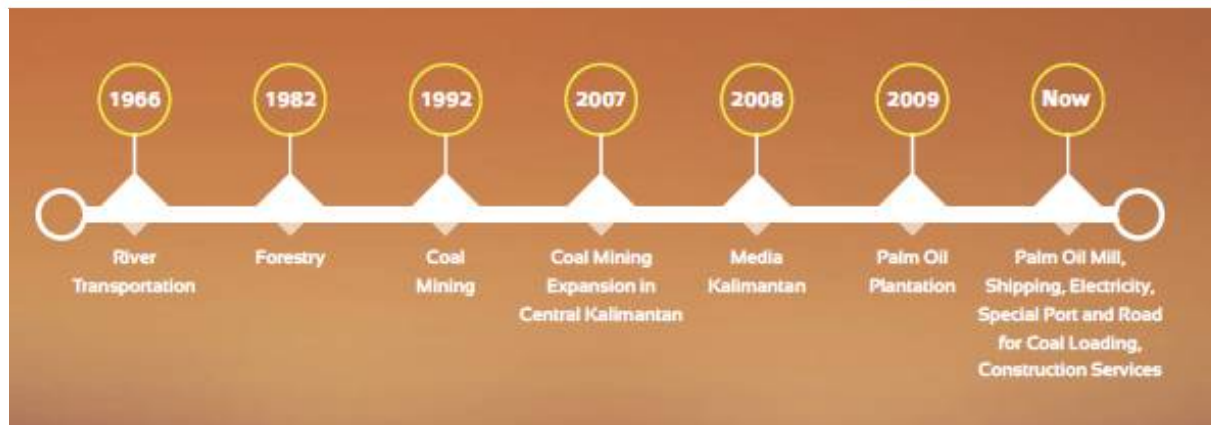 1966
1982
1992
2007
2008
2009
Now
River
Transportation
Forestry
Coal
Mining
Coal Mining
Expansion in
Central Kalimantan
Media
Kalimantan
Palm Oil
Plantation
Palm Oil Mill,
Shipping, Electricity,
Special Port and Road
for Coal Loading,
Construction Services